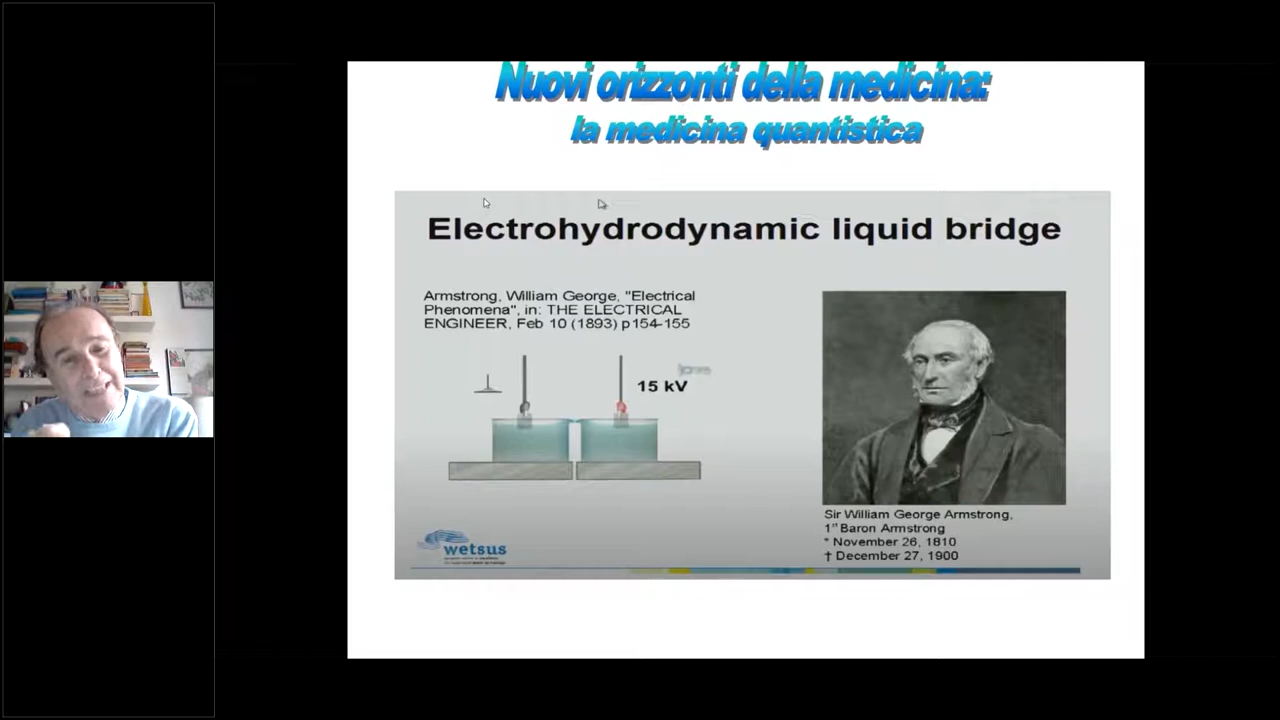 Nuovi orizzonti della medicina:
la medicina quantistica
Electrohydrodynamic liquid bridge
Armstrong, William George, "Electrical
Phenomena", in: THE ELECTRICAL
ENGINEER, Feb 10 (1893) p154-155
15 kV
Sir William George Armstrong,
1st Baron Armstrong
* November 26, 1810
† December 27, 1900
wetsus